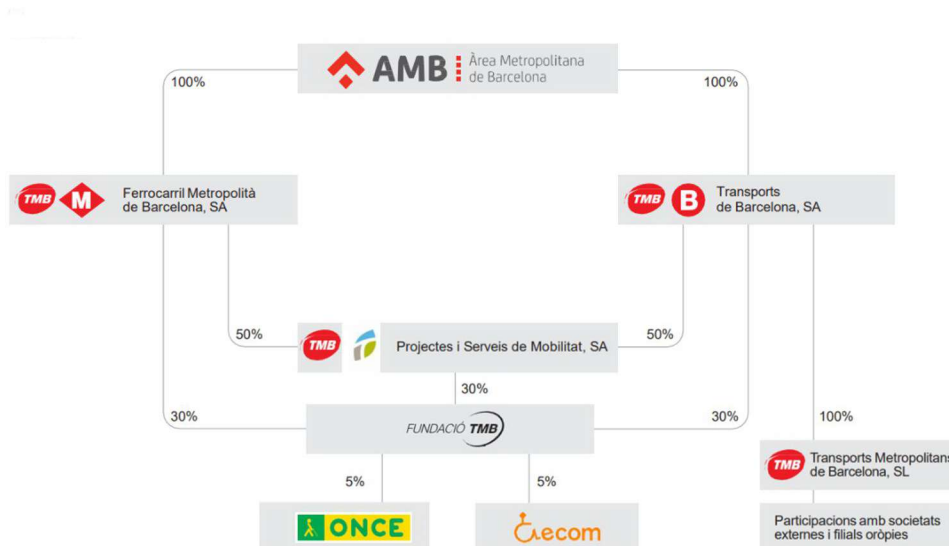 AMB Àrea Metropolitana
de Barcelona
100%
100%
TMB M Ferrocarril Metropolità
de Barcelona, SA
TMB B Transports
de Barcelona, SA
50%
TMB Projectes i Serveis de Mobilitat, SA
50%
30%
30%
FUNDACIÓ TMB
30%
100%
5%
5%
TMB Transports Metropolitans
de Barcelona, SL
ONCE
ecom
Participacions amb societats
externes i filials oròpies